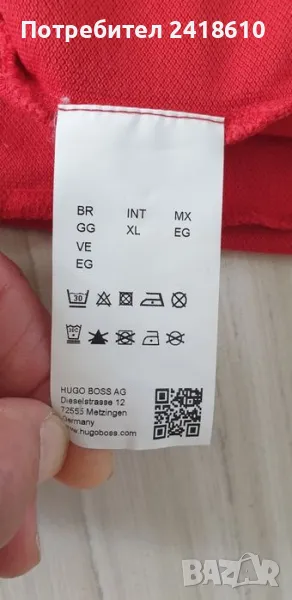 Потребител 2418610
BR INT MX
GG XL EG
VE
EG
30
HUGO BOSS AG
Dieselstrasse 12
72555 Metzingen
Germany
www.hugoboss.com
BAZAR